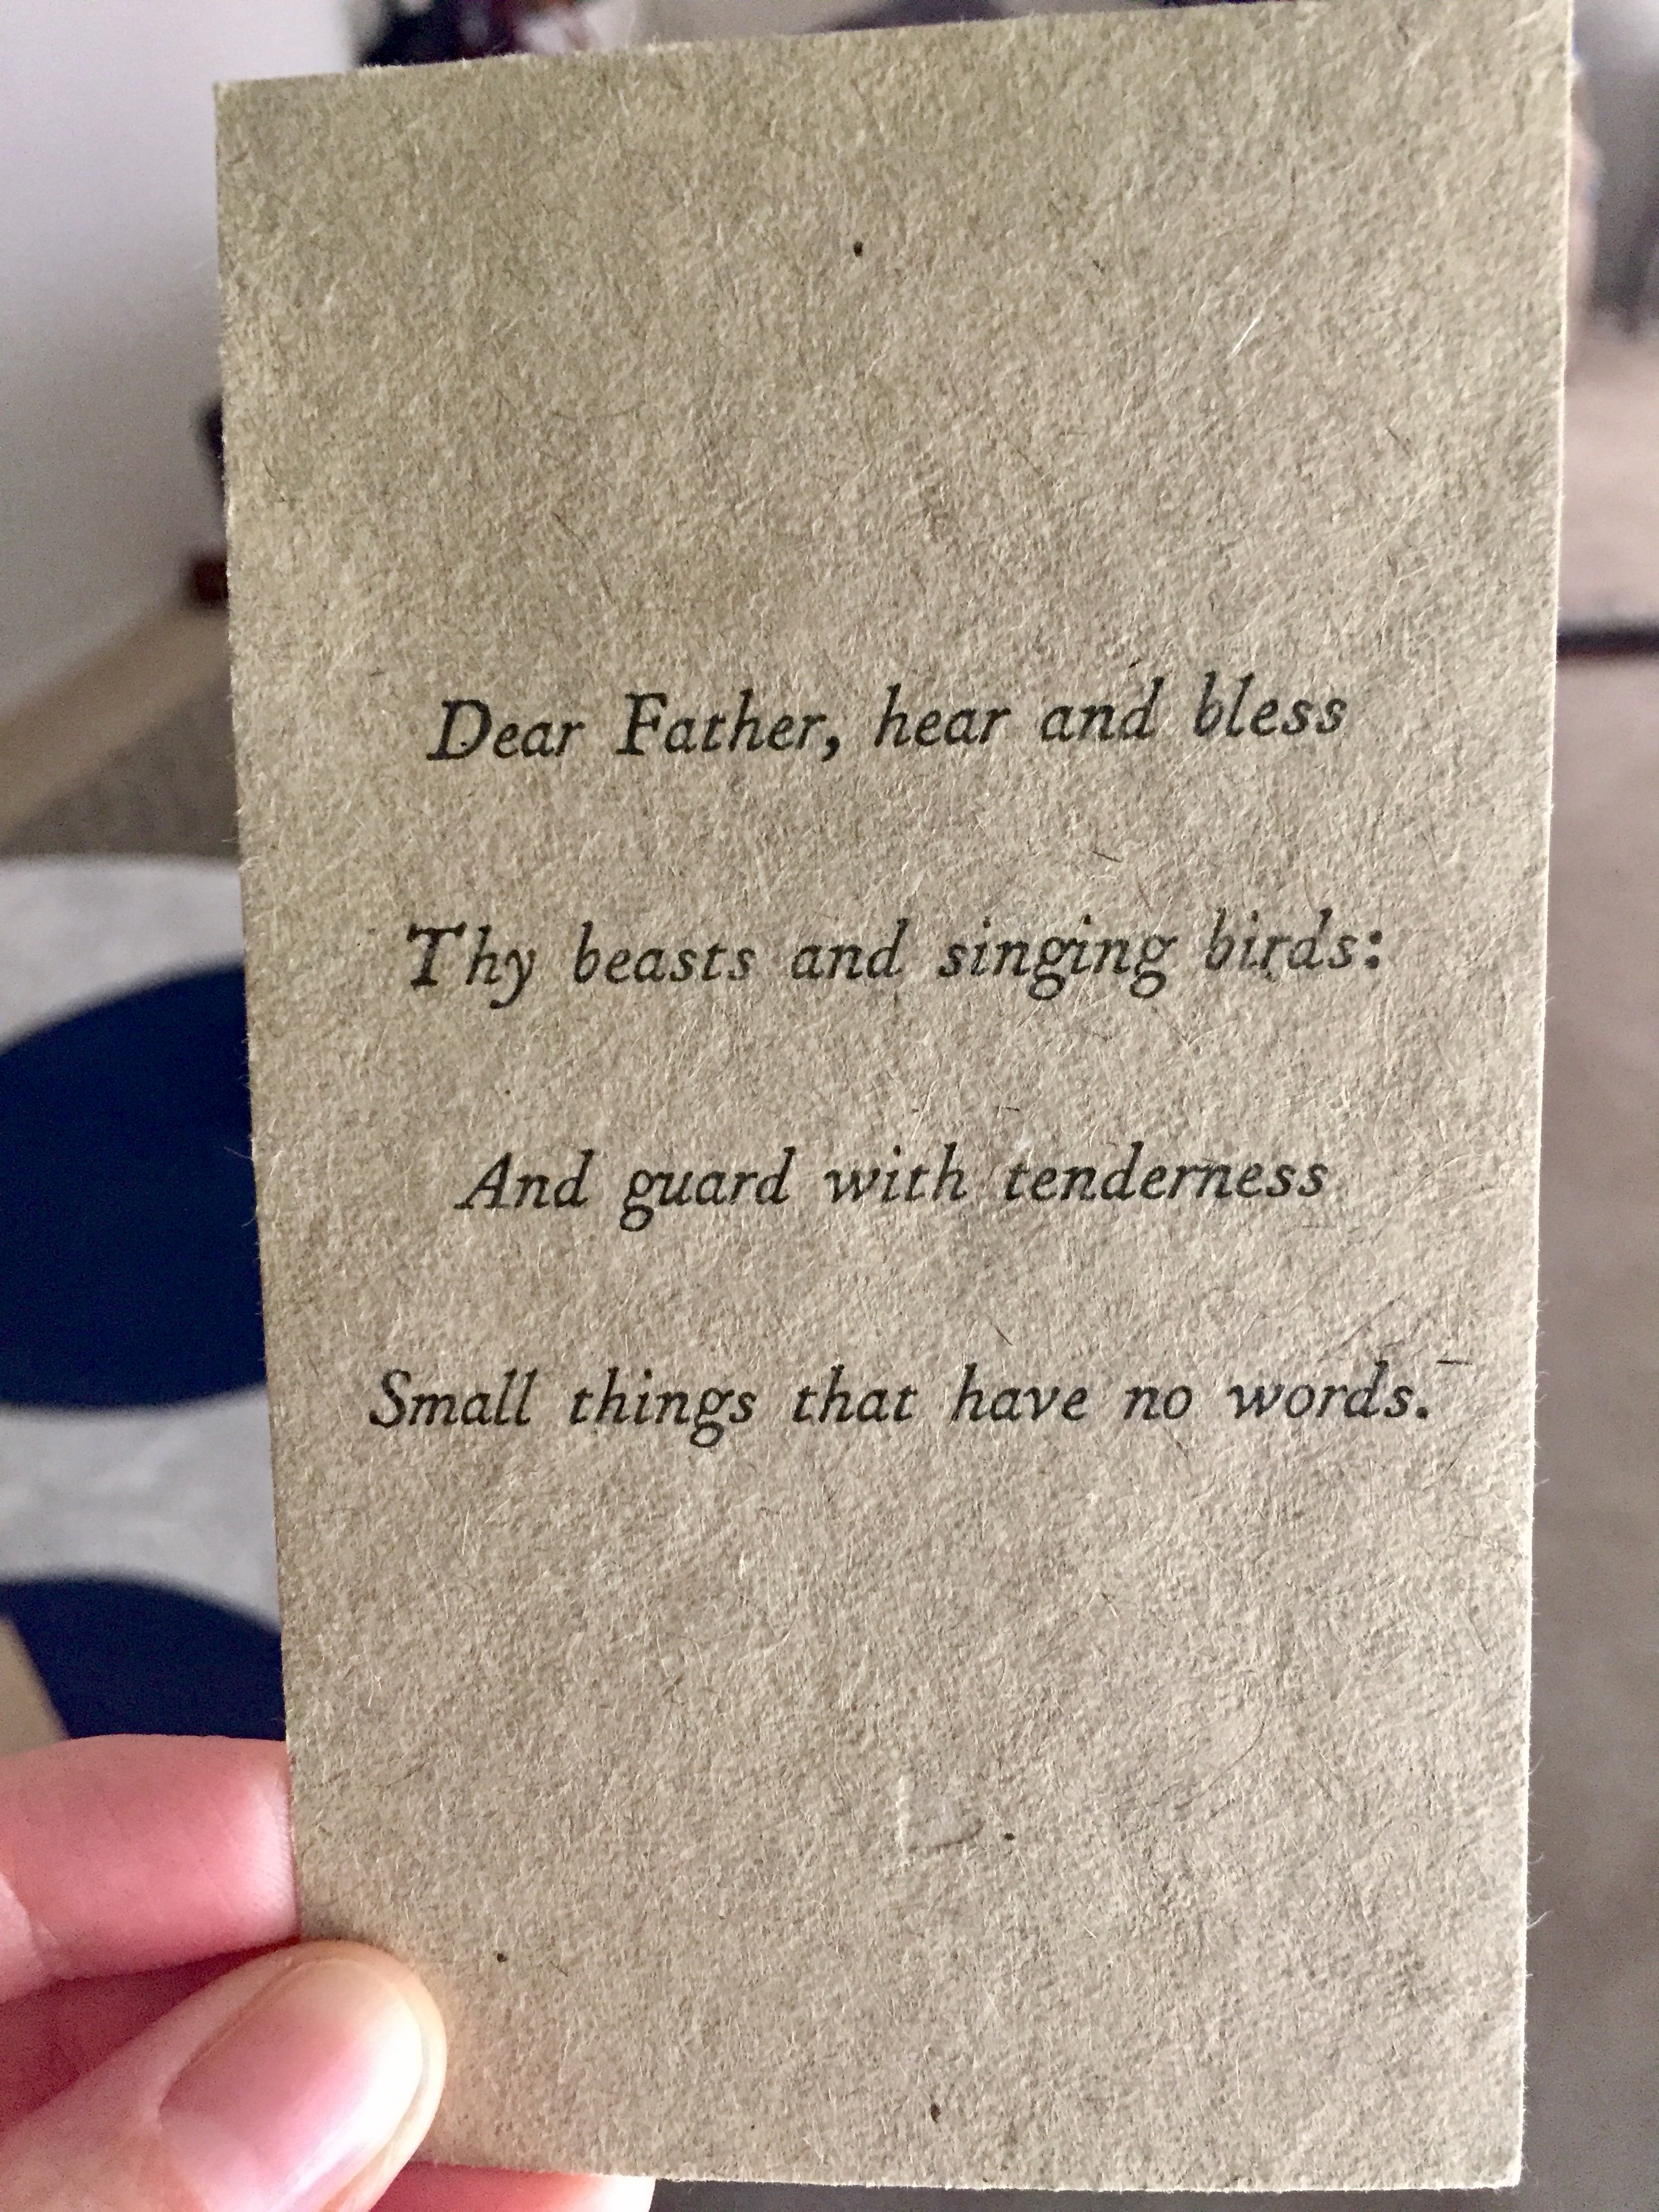 Dear Father, hear and bless
Thy beasts and singing birds:
And guard with tenderness
Small things that have no words.